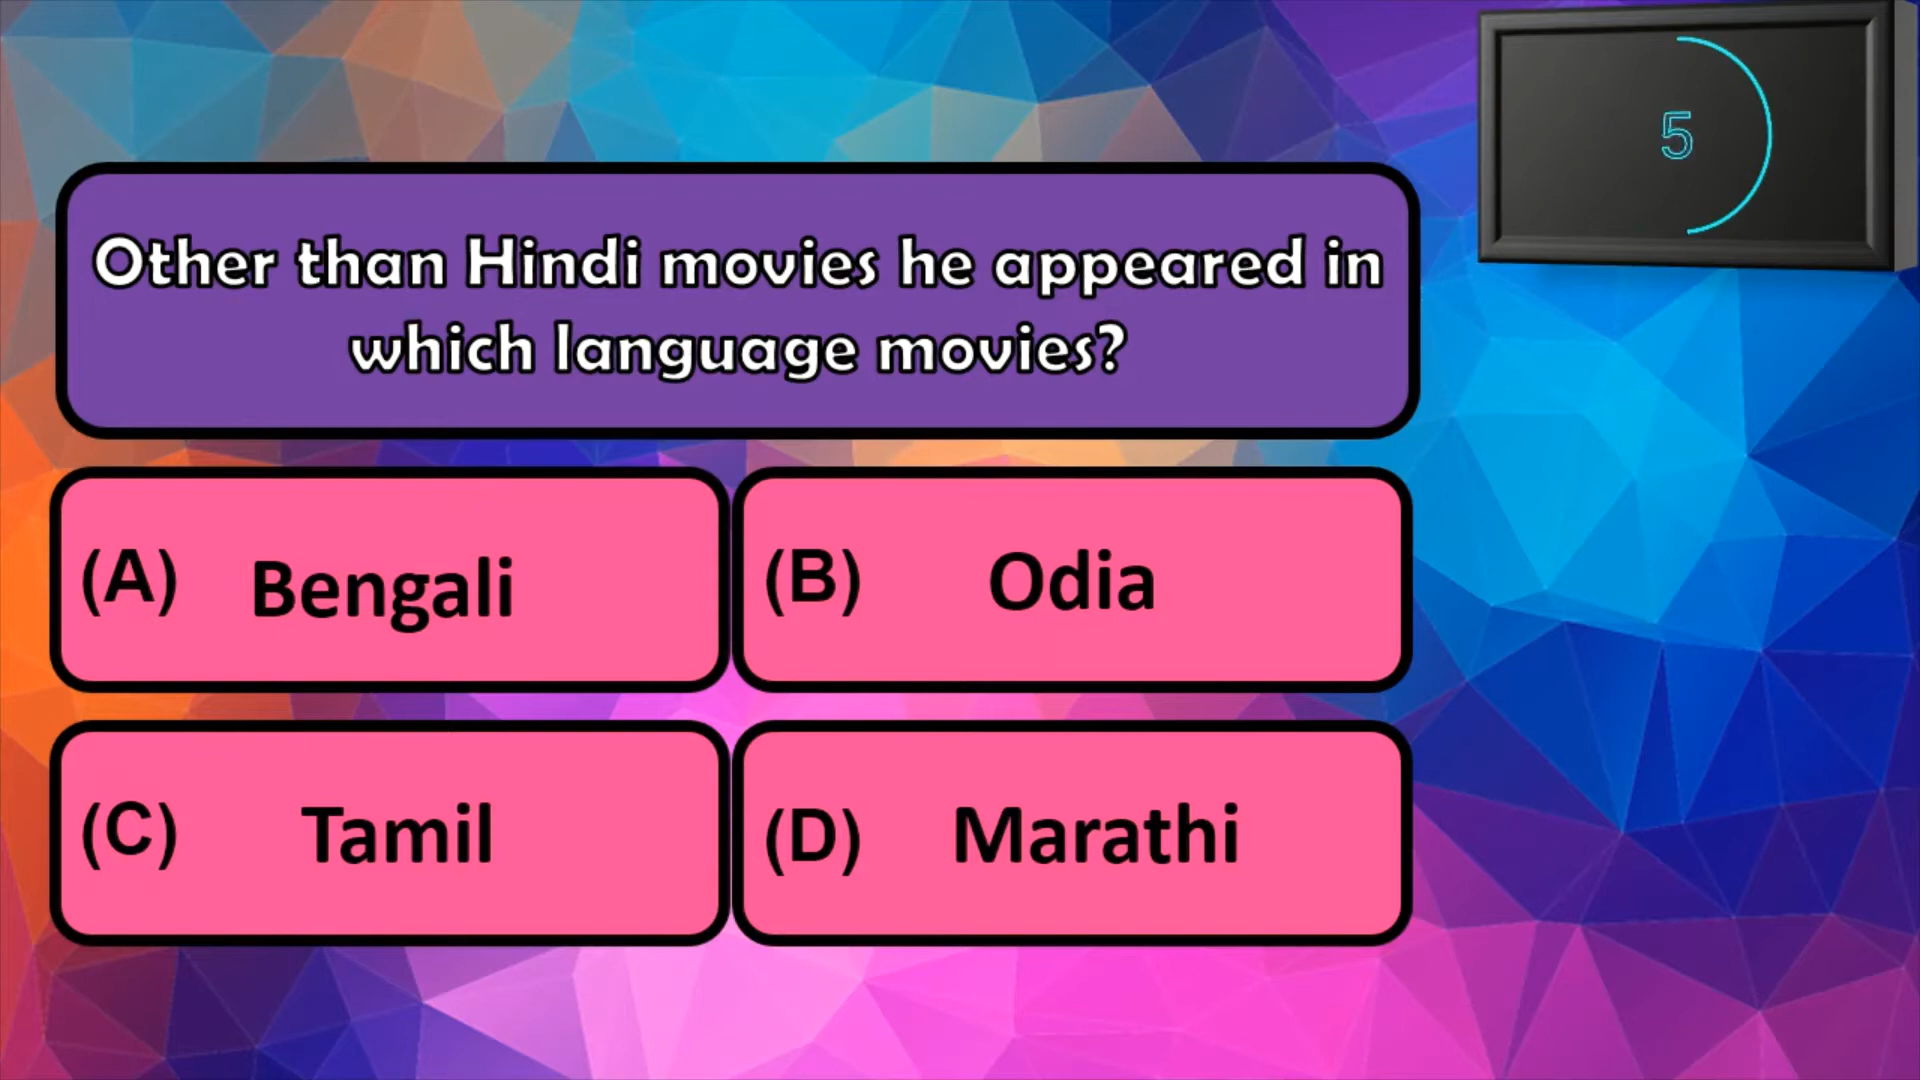 5
Other than Hindi movies he appeared in
which language movies?
(A) Bengali
(B) Odia
(C) Tamil
(D) Marathi